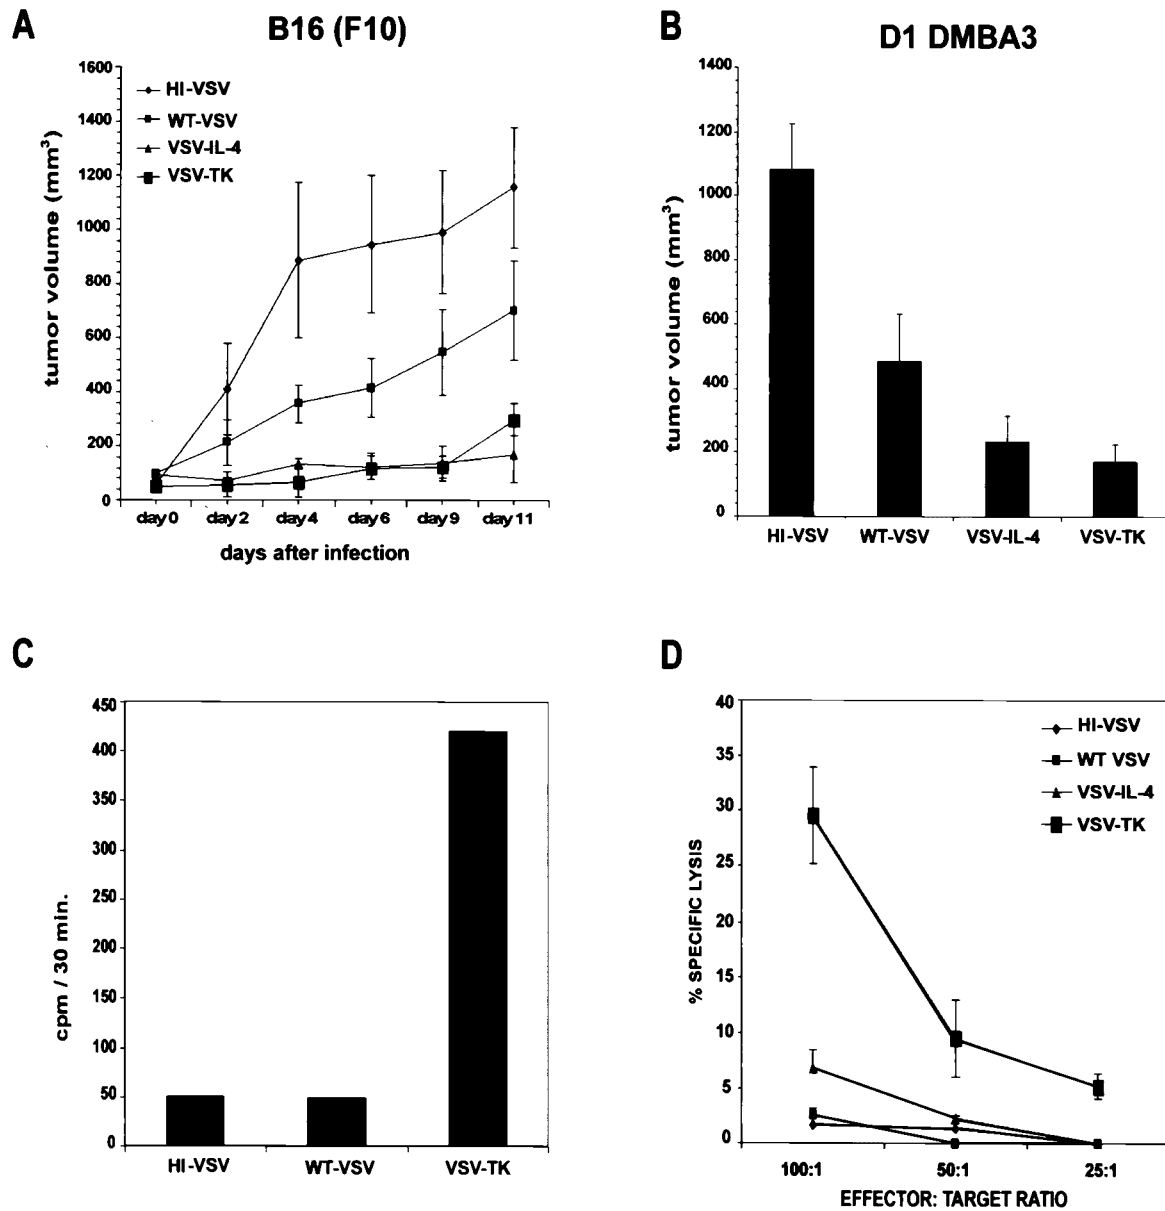 A
B16 (F10)
tumor volume (mm³)
1600
1400
1200
1000
800
600
400
200
0
HI-VSV
WT-VSV
VSV-IL-4
VSV-TK
day 0 day 2 day 4 day 6 day 9 day 11
days after infection
B
D1 DMBA3
tumor volume (mm³)
1400
1200
1000
800
600
400
200
0
HI-VSV WT-VSV VSV-IL-4 VSV-TK
C
cpm / 30 min.
450
400
350
300
250
200
150
100
50
0
HI-VSV WT-VSV VSV-TK
D
% SPECIFIC LYSIS
40
35
30
25
20
15
10
5
0
HI-VSV
WT VSV
VSV-IL-4
VSV-TK
100:1 50:1 25:1
EFFECTOR: TARGET RATIO